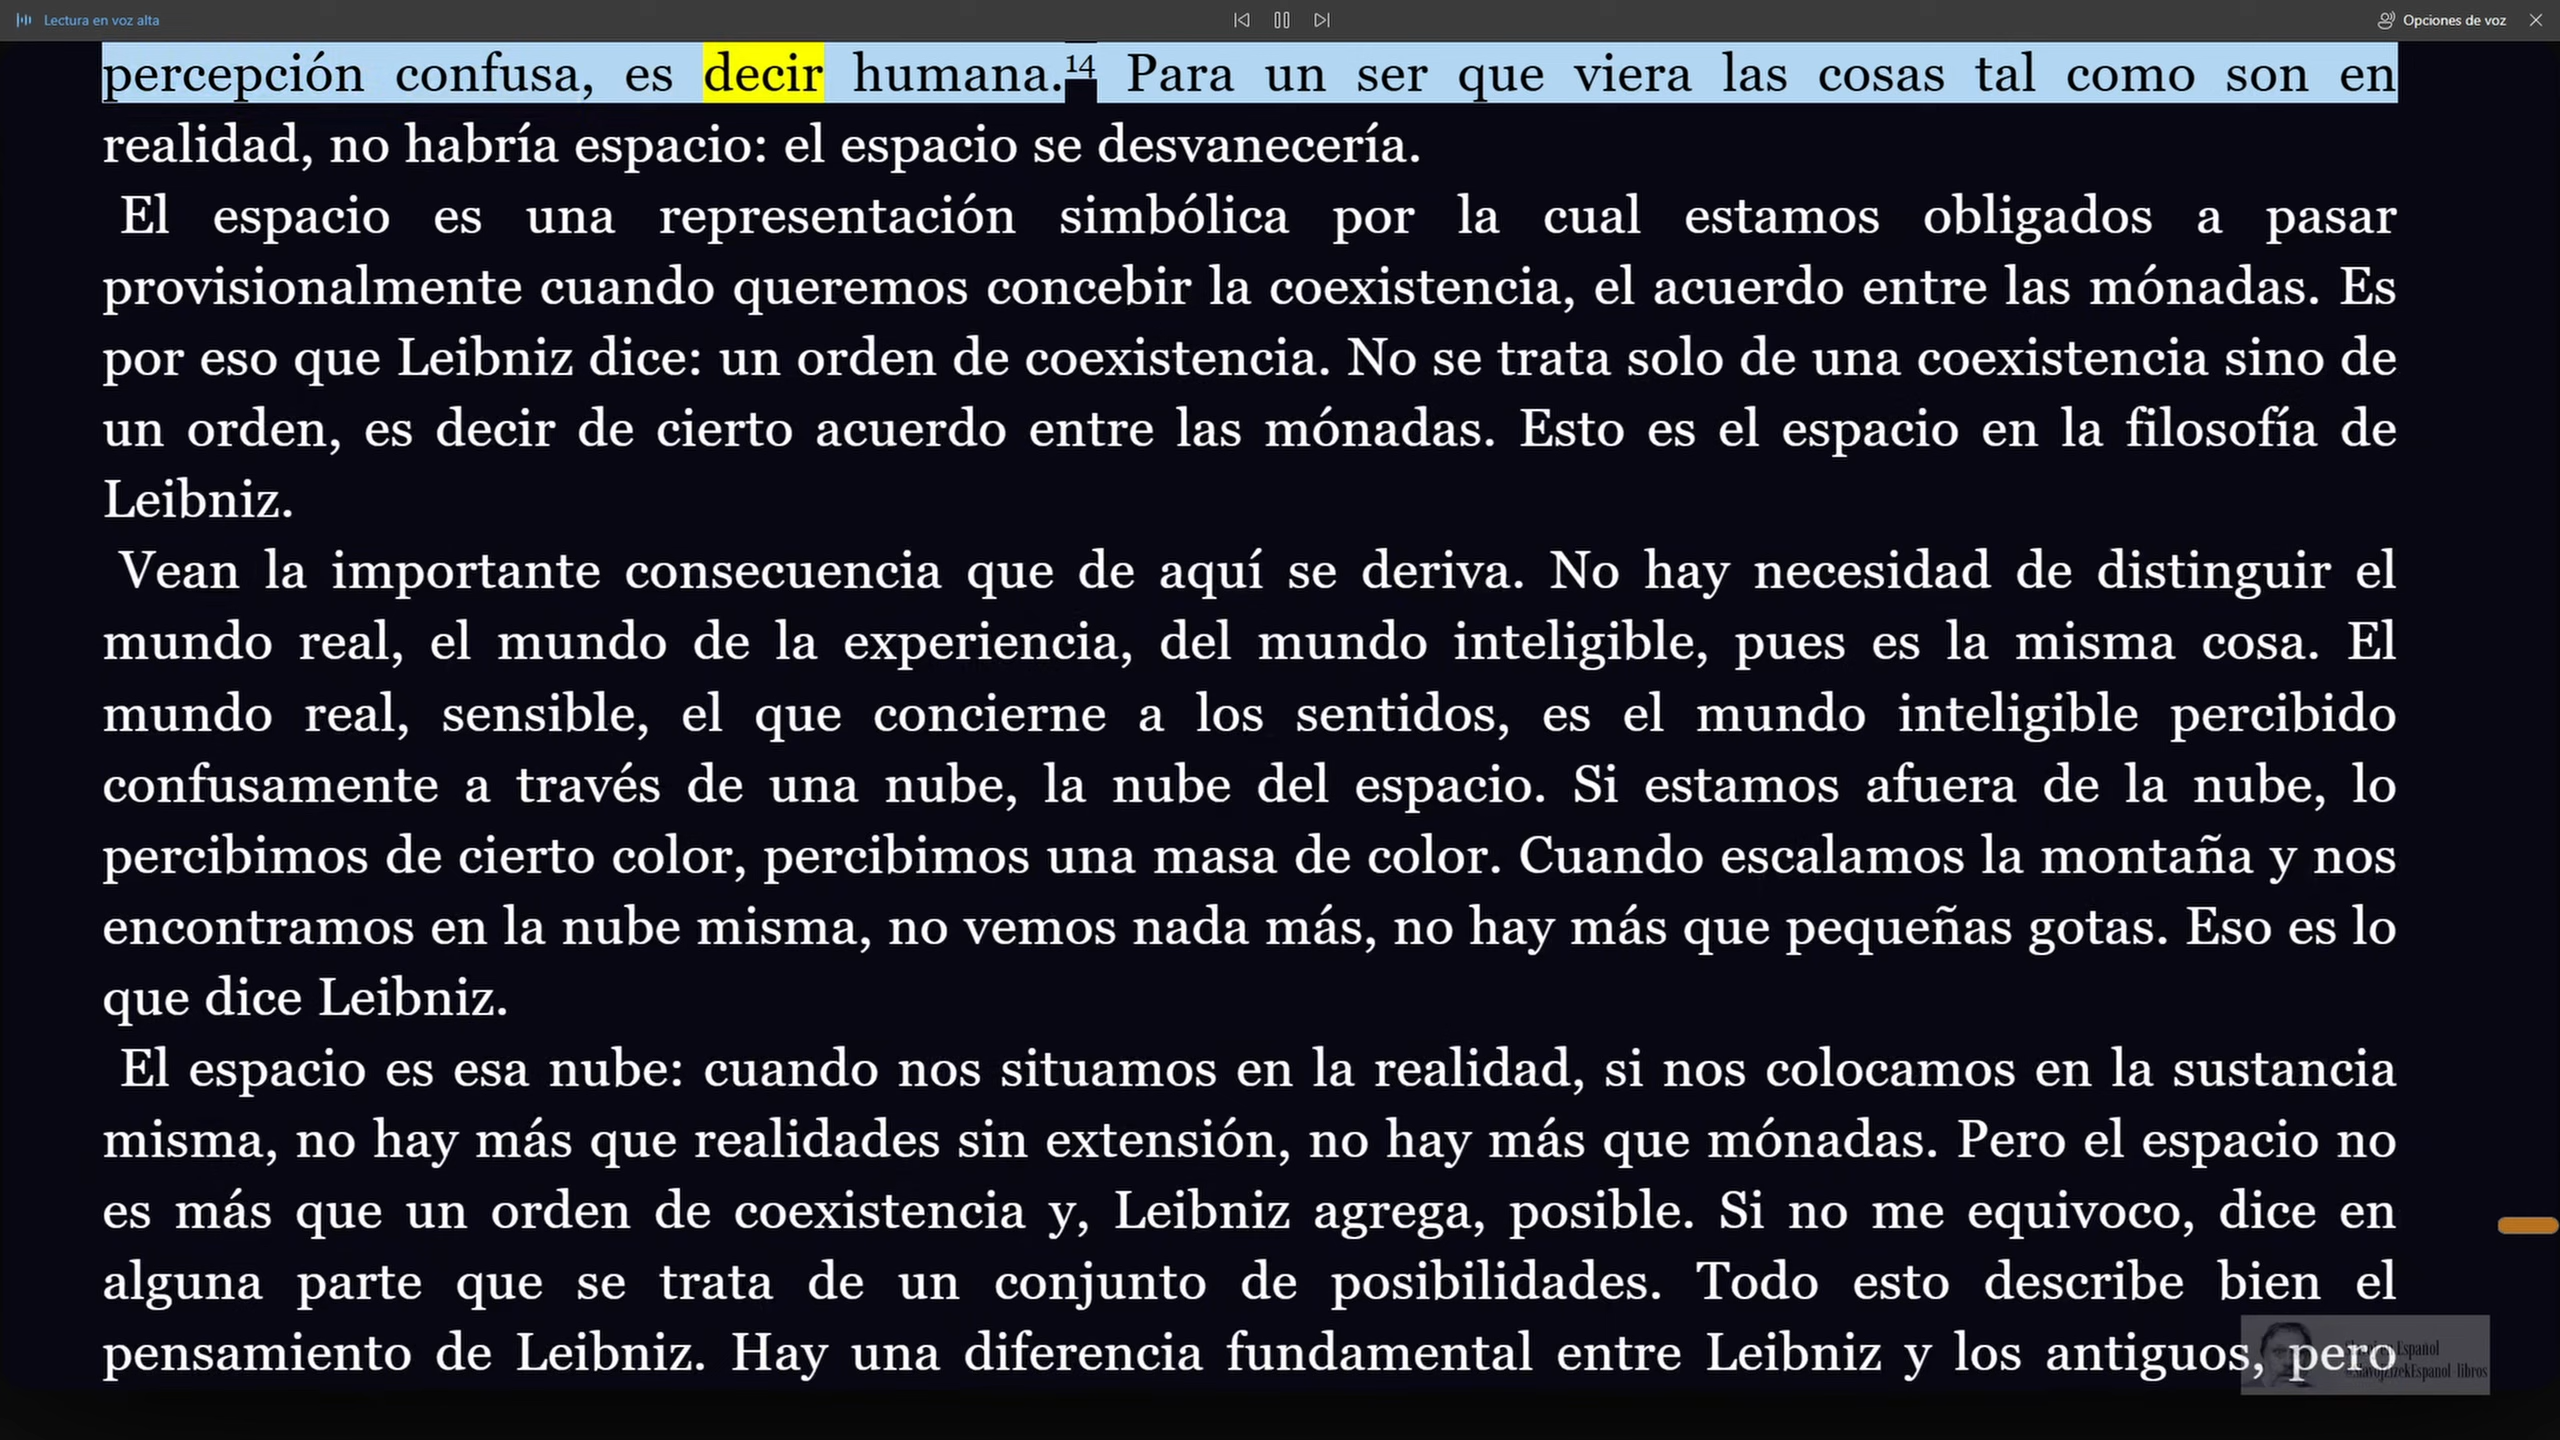 Lectura en voz alta
Opciones de voz
percepción confusa, es decir humana.14 Para un ser que viera las cosas tal como son en
realidad, no habría espacio: el espacio se desvanecería.
El espacio es una representación simbólica por la cual estamos obligados a pasar
provisionalmente cuando queremos concebir la coexistencia, el acuerdo entre las mónadas. Es
por eso que Leibniz dice: un orden de coexistencia. No se trata solo de una coexistencia sino de
un orden, es decir de cierto acuerdo entre las mónadas. Esto es el espacio en la filosofía de
Leibniz.
Vean la importante consecuencia que de aquí se deriva. No hay necesidad de distinguir el
mundo real, el mundo de la experiencia, del mundo inteligible, pues es la misma cosa. El
mundo real, sensible, el que concierne a los sentidos, es el mundo inteligible percibido
confusamente a través de una nube, la nube del espacio. Si estamos afuera de la nube, lo
percibimos de cierto color, percibimos una masa de color. Cuando escalamos la montaña y nos
encontramos en la nube misma, no vemos nada más, no hay más que pequeñas gotas. Eso es lo
que dice Leibniz.
El espacio es esa nube: cuando nos situamos en la realidad, si nos colocamos en la sustancia
misma, no hay más que realidades sin extensión, no hay más que mónadas. Pero el espacio no
es más que un orden de coexistencia y, Leibniz agrega, posible. Si no me equivoco, dice en
alguna parte que se trata de un conjunto de posibilidades. Todo esto describe bien el
pensamiento de Leibniz. Hay una diferencia fundamental entre Leibniz y los antiguos, pero
Español